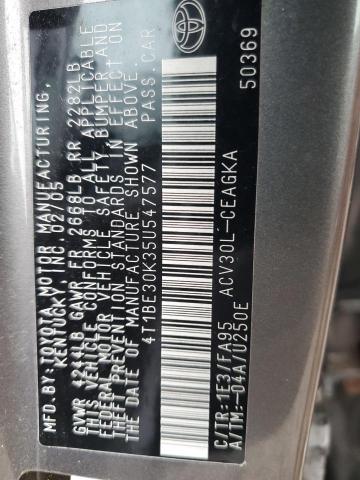 MFD.BY:TOYOTA MOTOR MANUFACTURING,
KENTUCKY, INC. 02/05
GVWR 4244LB GAWR FR 2668LB RR 2282LB
THIS VEHICLE CONFORMS TO ALL APPLICABLE
FEDERAL MOTOR VEHICLE SAFETY, BUMPER AND
THEFT PREVENTION STANDARDS IN EFFECT ON
THE DATE OF MANUFACTURE SHOWN ABOVE.
4T1BE30K35U547577 PASS.CAR
C/TR:1E3/FA95 ACV30L-CEAGKA
A/TM:-04A/U250E 50369